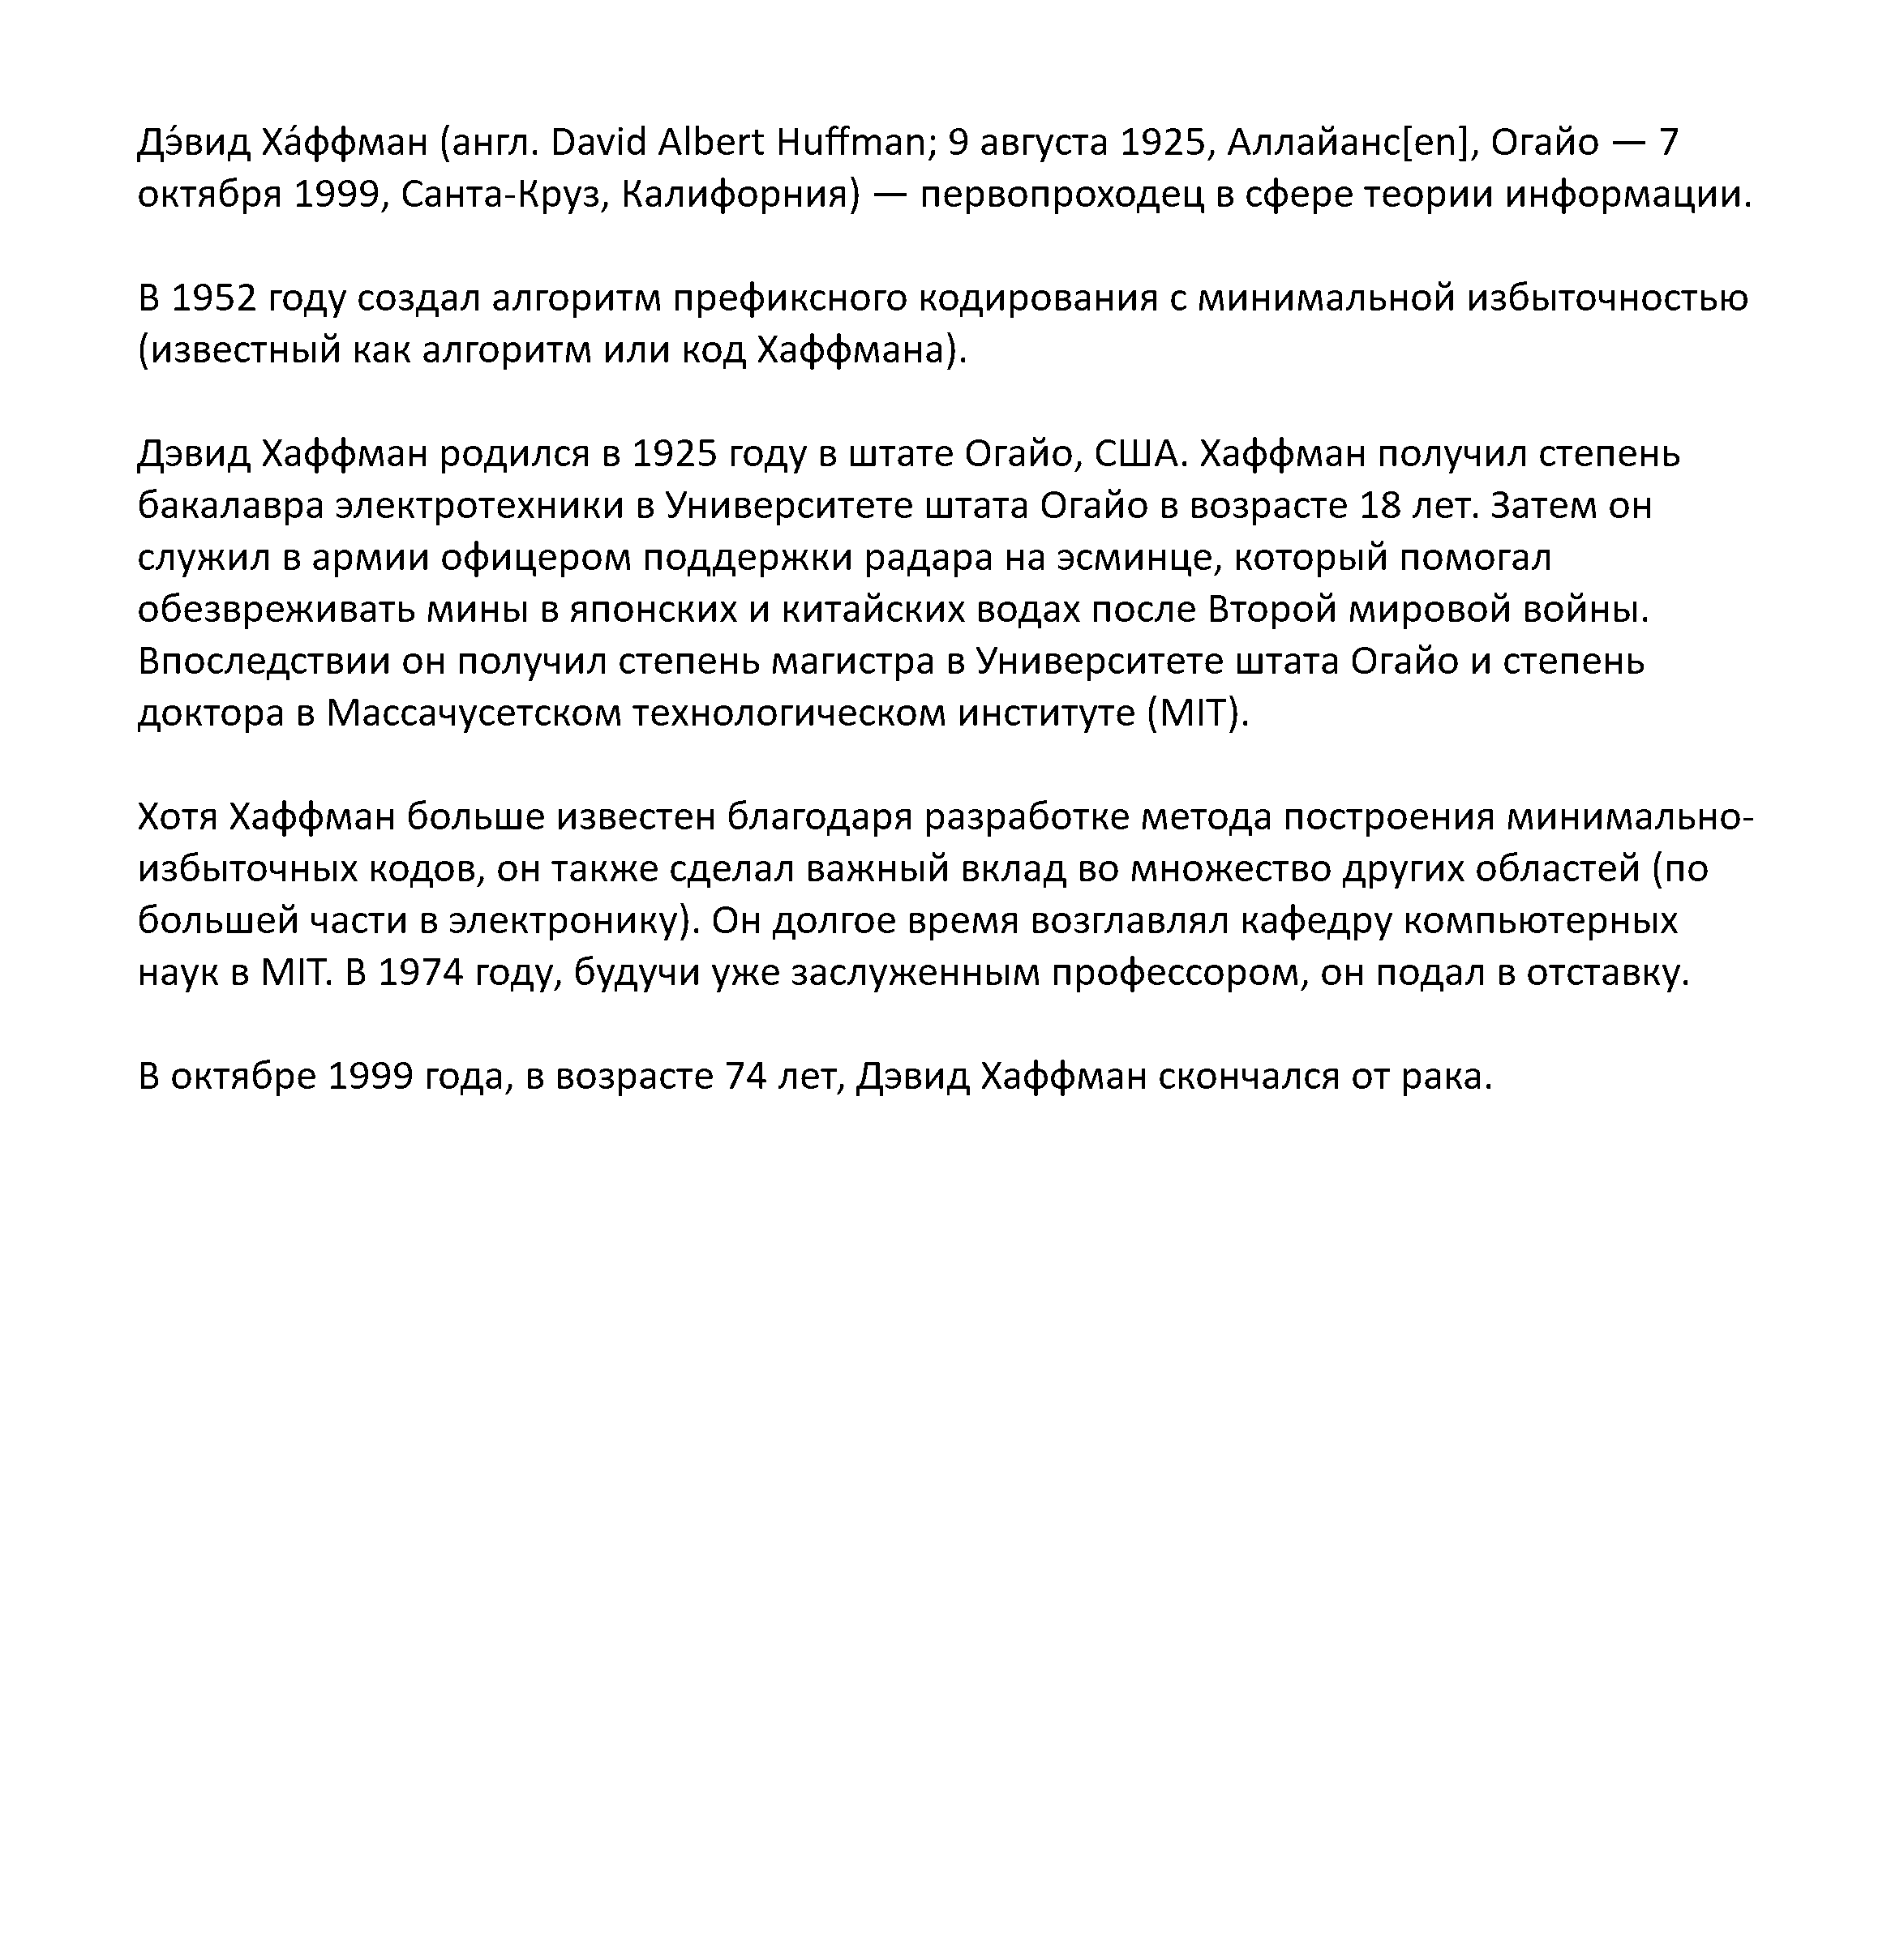 Дэ́вид Ха́ффман (англ. David Albert Huffman; 9 августа 1925, Аллайанс[en], Огайо — 7
октября 1999, Санта-Круз, Калифорния) — первопроходец в сфере теории информации.
В 1952 году создал алгоритм префиксного кодирования с минимальной избыточностью
(известный как алгоритм или код Хаффмана).
Дэвид Хаффман родился в 1925 году в штате Огайо, США. Хаффман получил степень
бакалавра электротехники в Университете штата Огайо в возрасте 18 лет. Затем он
служил в армии офицером поддержки радара на эсминце, который помогал
обезвреживать мины в японских и китайских водах после Второй мировой войны.
Впоследствии он получил степень магистра в Университете штата Огайо и степень
доктора в Массачусетском технологическом институте (MIT).
Хотя Хаффман больше известен благодаря разработке метода построения минимально-
избыточных кодов, он также сделал важный вклад во множество других областей (по
большей части в электронику). Он долгое время возглавлял кафедру компьютерных
наук в MIT. В 1974 году, будучи уже заслуженным профессором, он подал в отставку.
В октябре 1999 года, в возрасте 74 лет, Дэвид Хаффман скончался от рака.